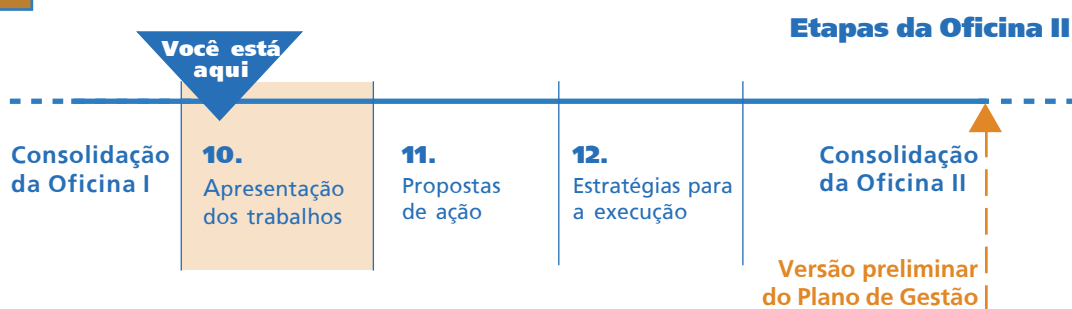 Etapas da Oficina II
Você está
aqui
Consolidação
da Oficina I
10.
Apresentação
dos trabalhos
11.
Propostas
de ação
12.
Estratégias para
a execução
Consolidação
da Oficina II
Versão preliminar
do Plano de Gestão